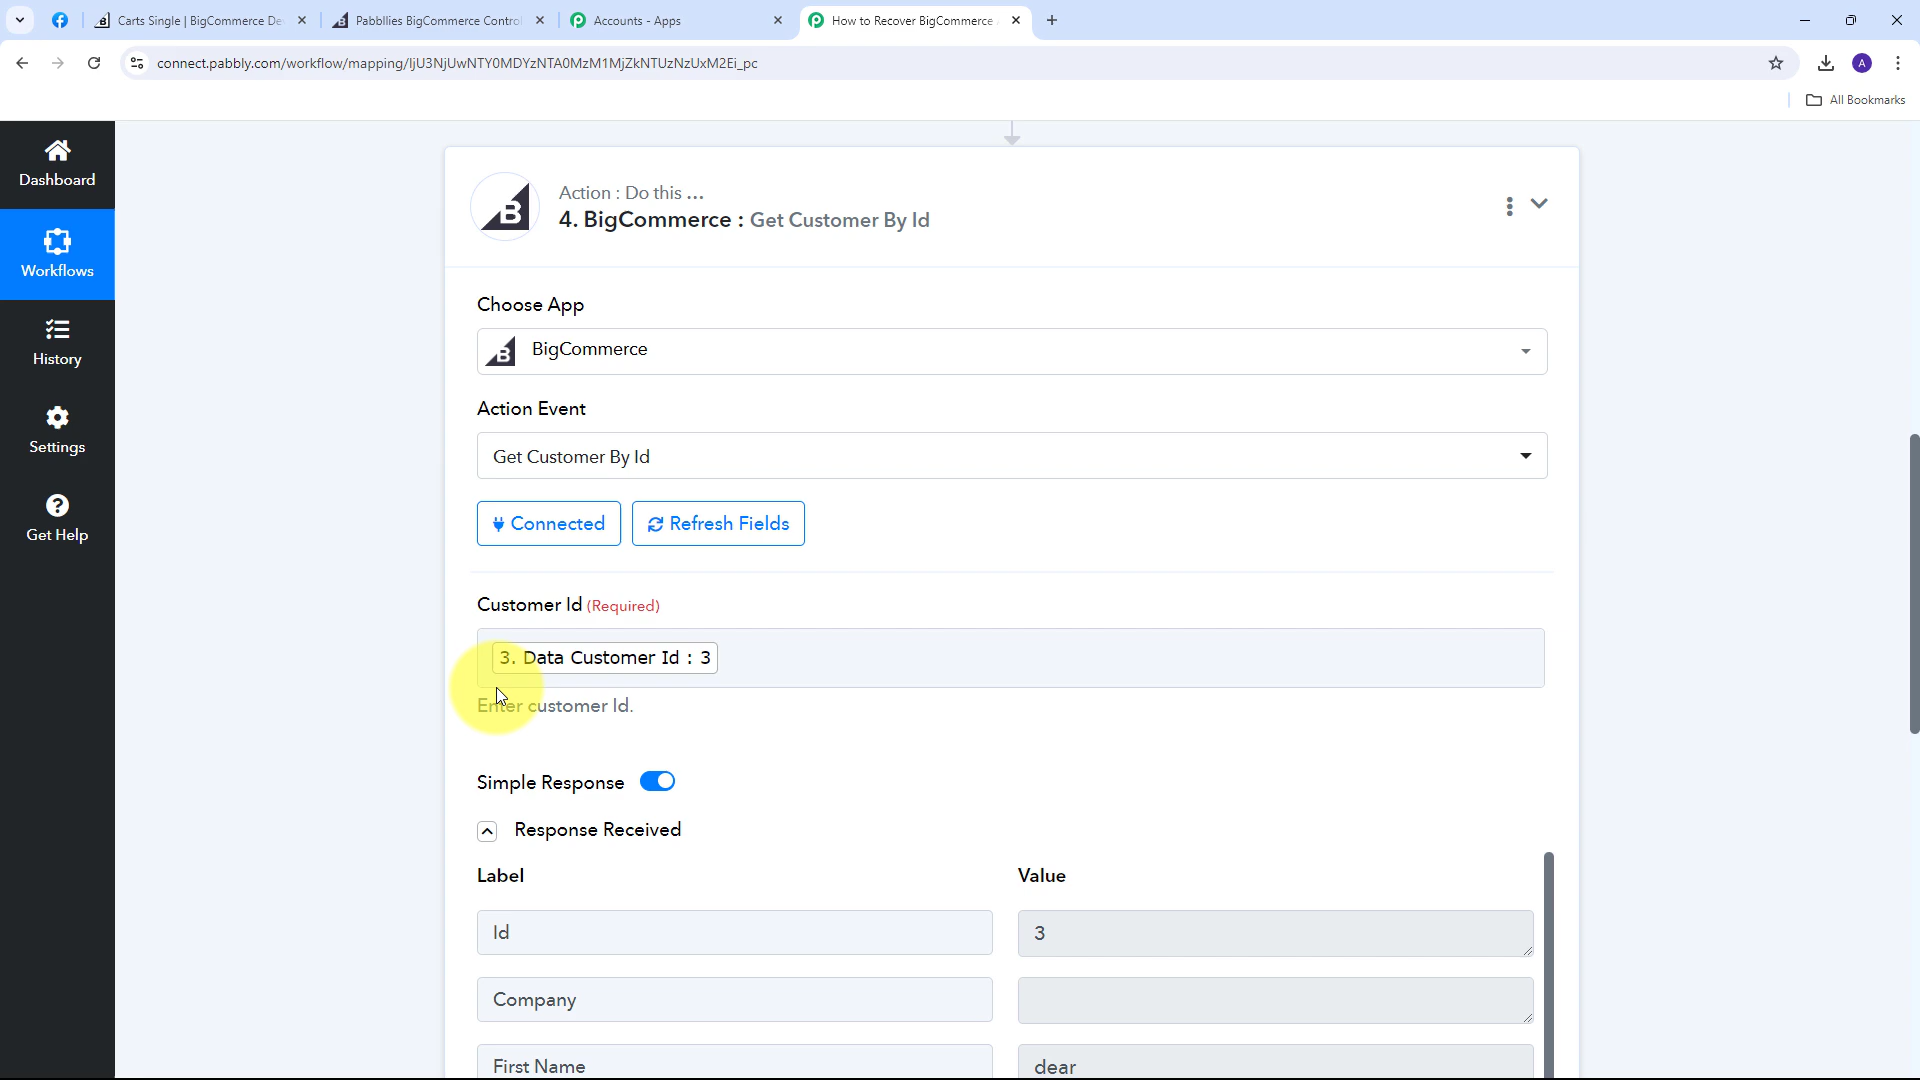 Carts Single | BigCommerce De
Pabbllies BigCommerce Control
Accounts - Apps
How to Recover BigCommerce
connect.pabbly.com/workflow/mapping/IjU3NjUwNTY0MDYzNTA0MzM1MjZkNTUzNzUxM2Ei_pc
A
All Bookmarks
Dashboard
Workflows
History
Settings
Get Help
Action : Do this ...
4. BigCommerce : Get Customer By Id
Choose App
BigCommerce
Action Event
Get Customer By Id
Connected
Refresh Fields
Customer Id (Required)
3. Data Customer Id : 3
Enter customer Id.
Simple Response
Response Received
Label
Value
Id
3
Company
First Name
dear